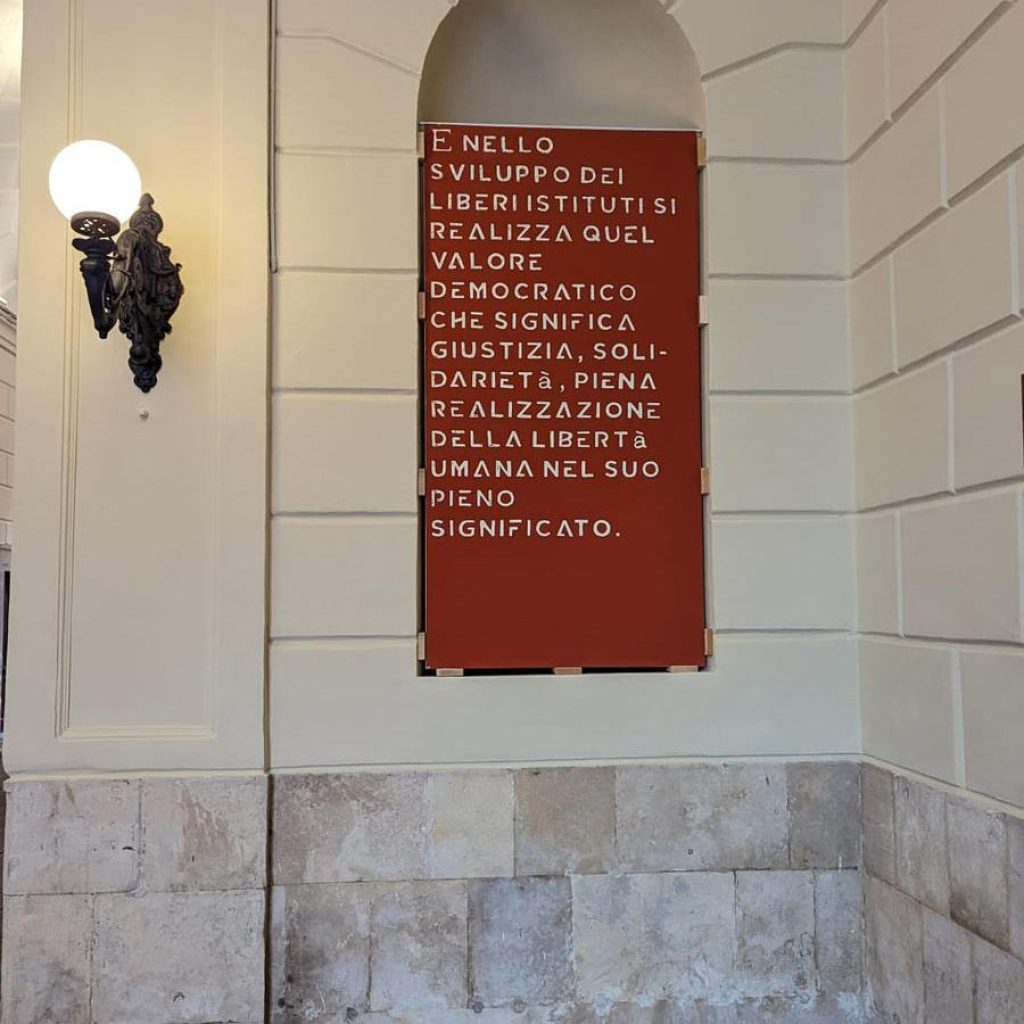 E NELLO
SVILUPPO DEI
LIBERI ISTITUTI SI
REALIZZA QUEL
VALORE
DEMOCRATICO
CHE SIGNIFICA
GIUSTIZIA, SOLI-
DARIETà, PIENA
REALIZZAZIONE
DELLA LIBERTà
UMANA NEL SUO
PIENO
SIGNIFICATO.